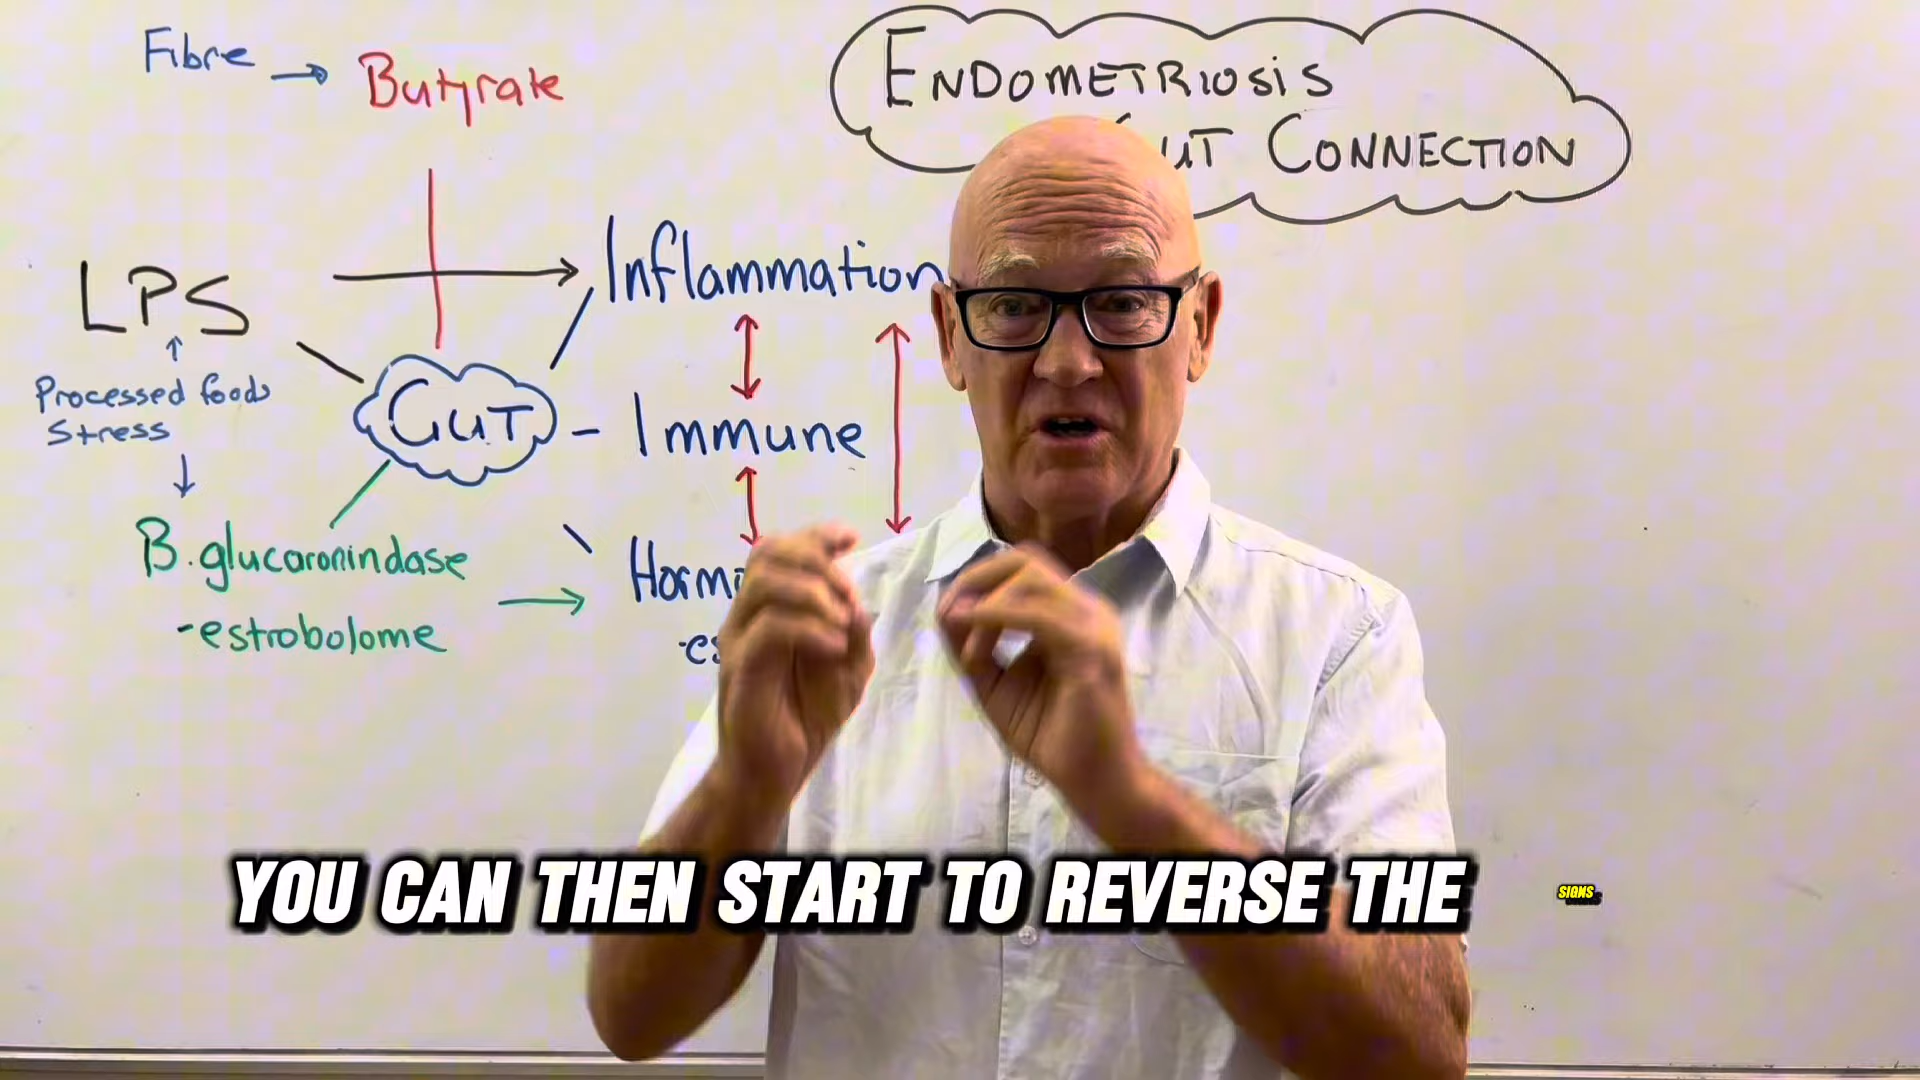 Fibre → Butyrate
ENDOMETRIOSIS
CONNECTION
LPS
Inflammation
Processed foods
Stress
GUT
Immune
B.glucoronindase
-estrobolome
YOU CAN THEN START TO REVERSE THE SIGNS